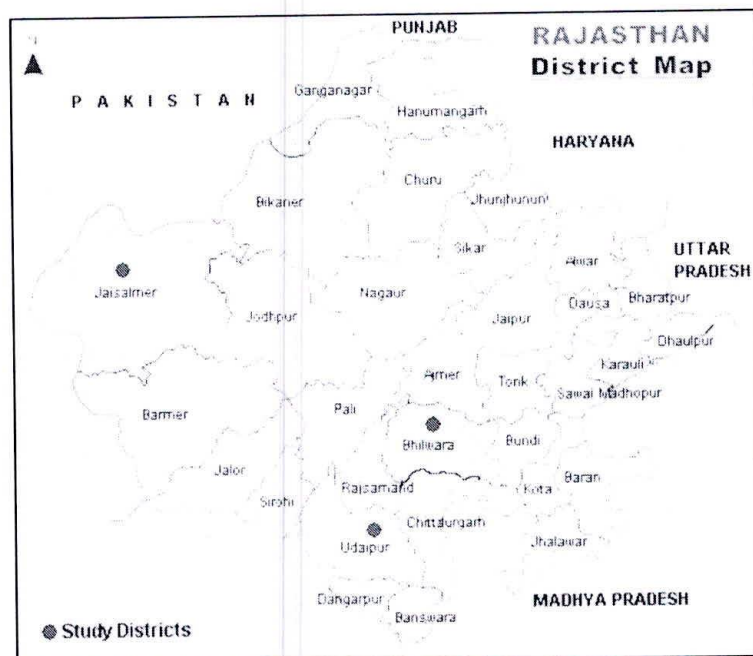 PUNJAB
RAJASTHAN
District Map
N
PAKISTAN
Ganganagar
Hanumangarh
HARYANA
Churu
Jhunjhunun
Bikaner
Sikar
Alwar
UTTAR
PRADESH
Jaisalmer
Nagaur
Jodhpur
Jaipur
Dausa
Bharatpur
Dhaulpur
Karauli
Ajmer
Tonk
Sawai Madhopur
Barmer
Pali
Bhilwara
Bundi
Jalor
Sirohi
Rajsamand
Kota
Baran
Chittaurgarh
Udaipur
Jhalawar
Dangarpur
Banswara
MADHYA PRADESH
Study Districts